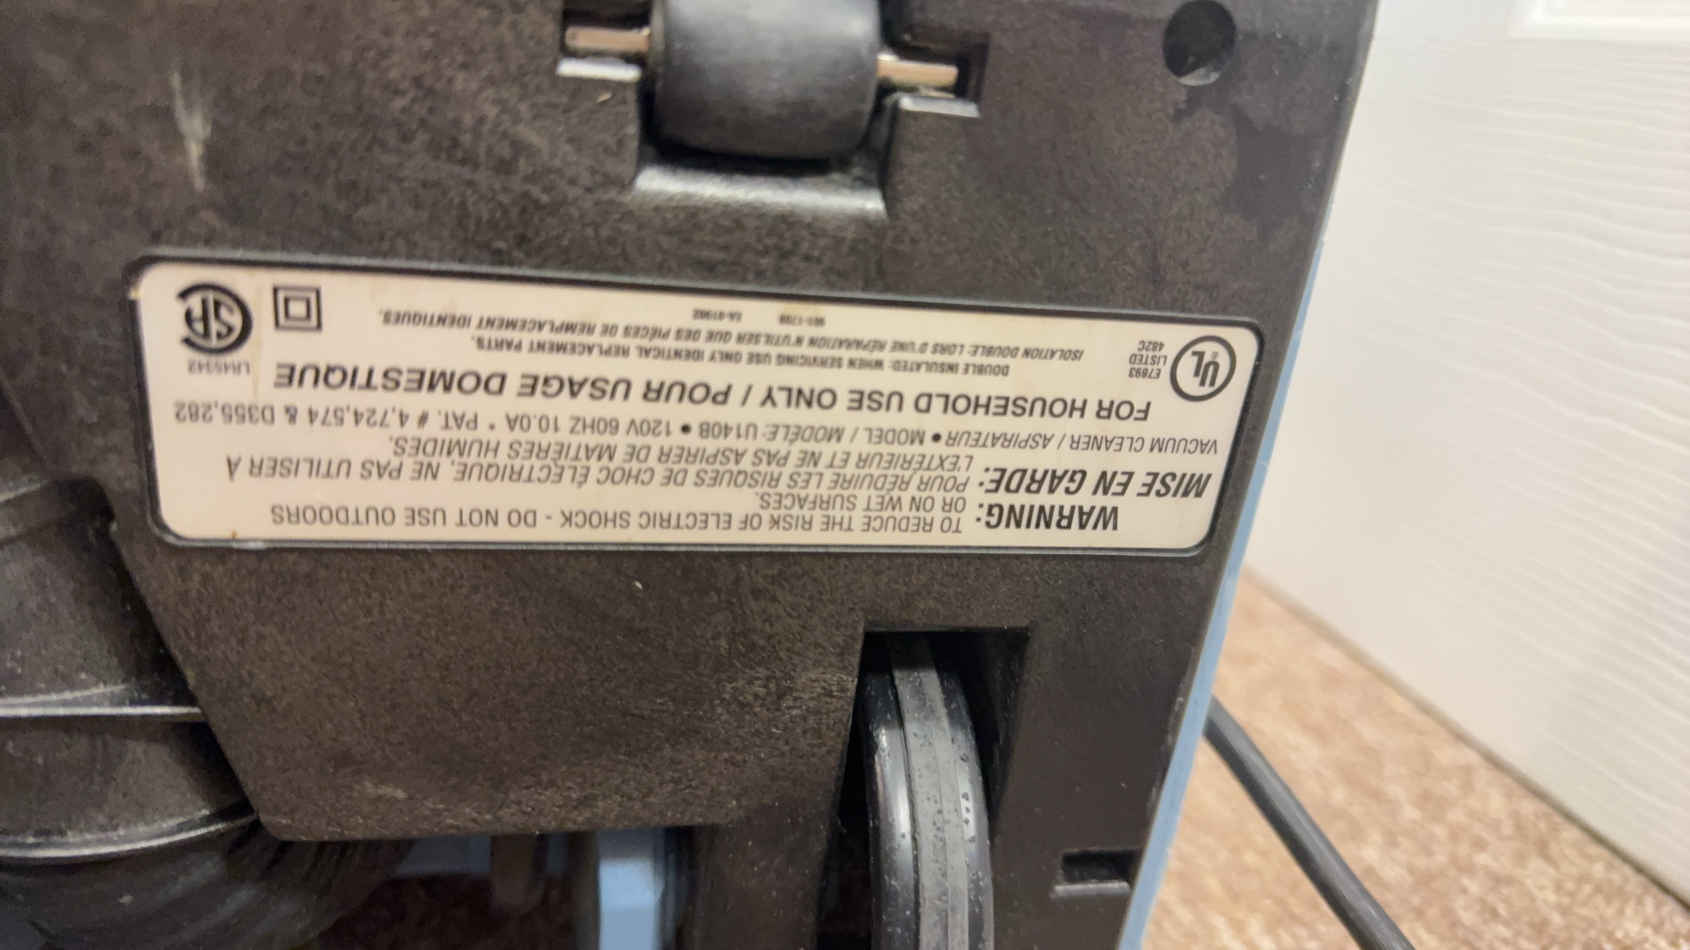 WARNING: TO REDUCE THE RISK OF ELECTRIC SHOCK - DO NOT USE OUTDOORS
OR ON WET SURFACES.
MISE EN GARDE: POUR RÉDUIRE LES RISQUES DE CHOC ÉLECTRIQUE, NE PAS UTILISER À
L'EXTÉRIEUR ET NE PAS ASPIRER DE MATIÈRES HUMIDES.
VACUUM CLEANER / ASPIRATEUR • MODEL / MODÈLE: U140B • 120V 60HZ 10.0A * PAT. # 4,724,574 & D355,282
FOR HOUSEHOLD USE ONLY / POUR USAGE DOMESTIQUE
DOUBLE INSULATED: WHEN SERVICING USE ONLY IDENTICAL REPLACEMENT PARTS.
ISOLATION DOUBLE: LORS D'UNE RÉPARATION N'UTILISER QUE DES PIÈCES DE REMPLACEMENT IDENTIQUES.
UL ®
E7893
LISTED
482C
LR45342
SA